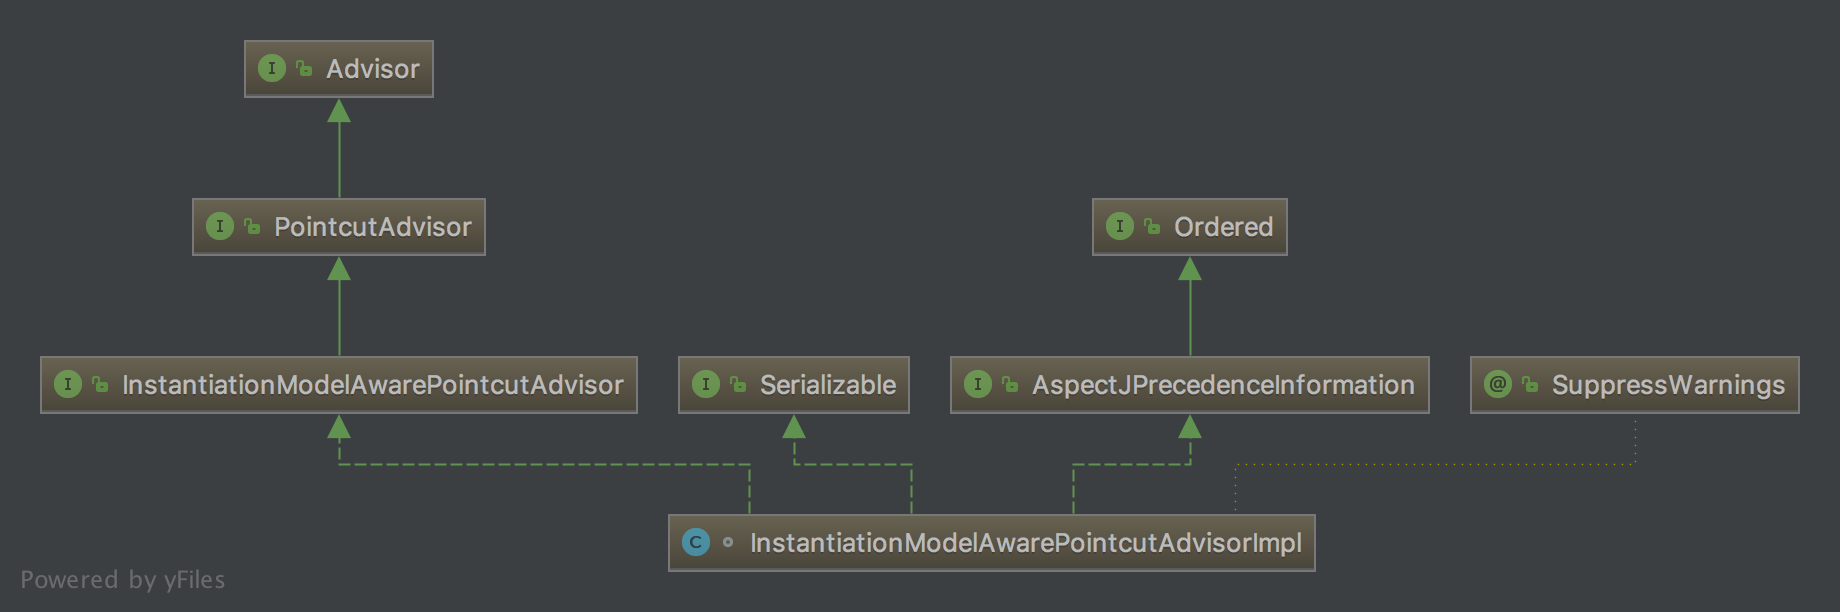 I Advisor
I PointcutAdvisor
I Ordered
I InstantiationModelAwarePointcutAdvisor
I Serializable
I AspectJPrecedenceInformation
@ SuppressWarnings
C InstantiationModelAwarePointcutAdvisorImpl
Powered by yFiles